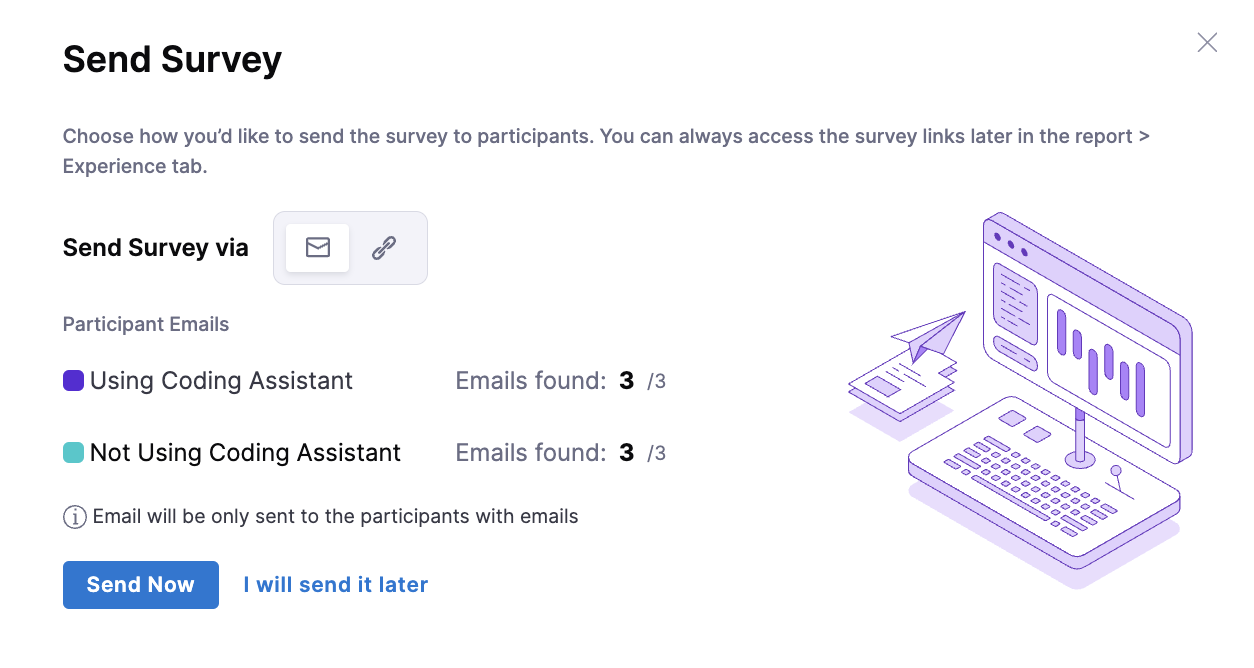 Send Survey
Choose how you’d like to send the survey to participants. You can always access the survey links later in the report >
Experience tab.
Send Survey via
Participant Emails
Using Coding Assistant Emails found: 3 /3
Not Using Coding Assistant Emails found: 3 /3
Email will be only sent to the participants with emails
Send Now I will send it later